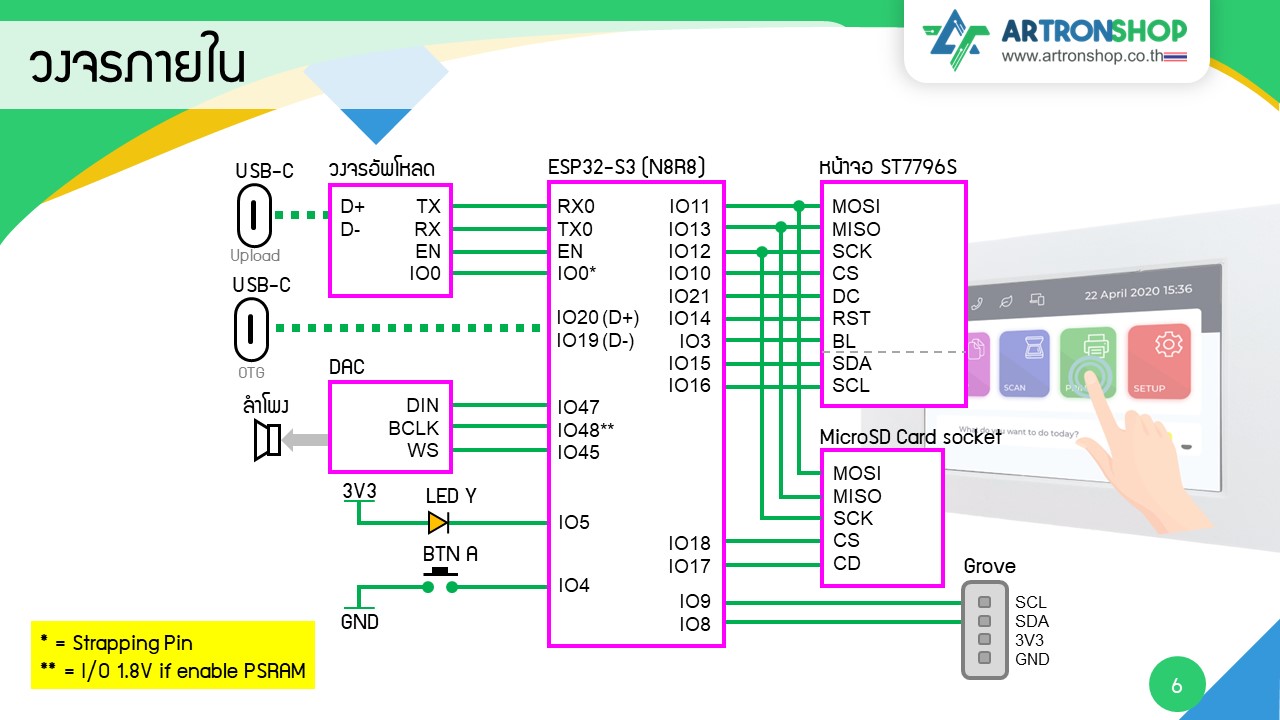 วงจรภายใน
ARTRONSHOP
www.artronshop.co.th
USB-C
Upload
USB-C
OTG
ลำโพง
วงจรอัพโหลด
D+ TX
D- RX
EN
IO0
DAC
DIN
BCLK
WS
3V3
LED Y
BTN A
GND
ESP32-S3 (N8R8)
RX0 IO11
TX0 IO13
EN IO12
IO0* IO10
IO21
IO20 (D+) IO14
IO19 (D-) IO3
IO15
IO16
IO47
IO48**
IO45
IO5
IO18
IO17
IO4
IO9
IO8
หน้าจอ ST7796S
MOSI
MISO
SCK
CS
DC
RST
BL
SDA
SCL
MicroSD Card socket
MOSI
MISO
SCK
CS
CD
Grove
SCL
SDA
3V3
GND
22 April 2020 15:36
SCAN
SETUP
What do you want to do today?
* = Strapping Pin
** = I/O 1.8V if enable PSRAM
6